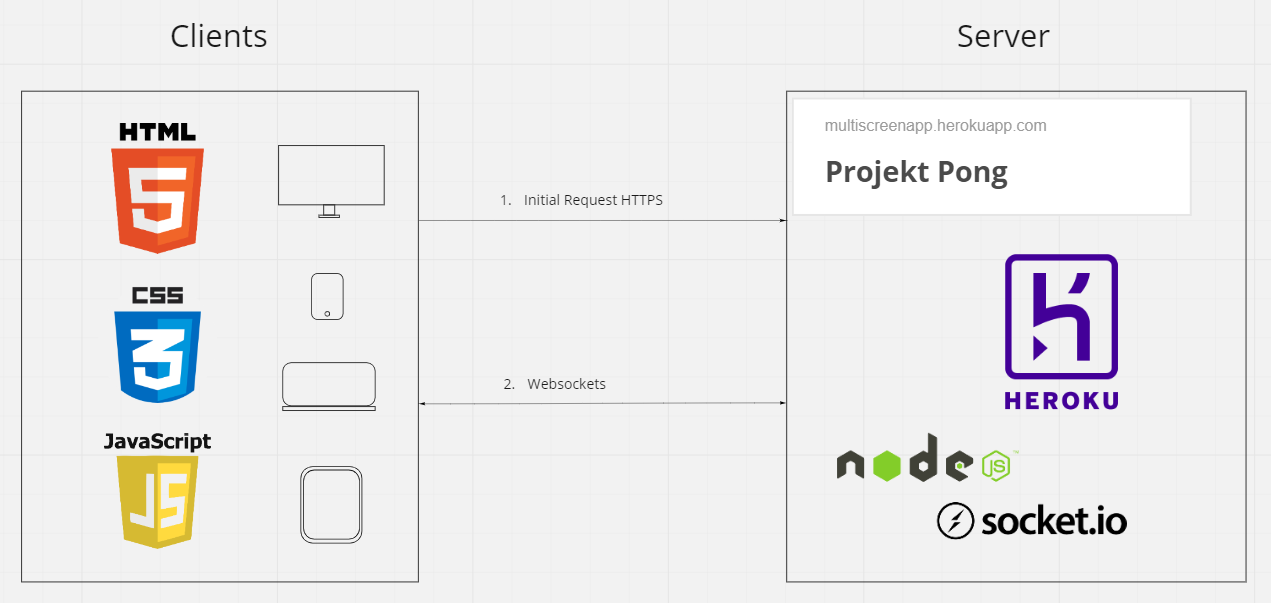 Clients
Server
HTML
5
CSS
3
JavaScript
JS
1. Initial Request HTTPS
2. Websockets
multiscreenapp.herokuapp.com
Projekt Pong
HEROKU
node
JS™
socket.io